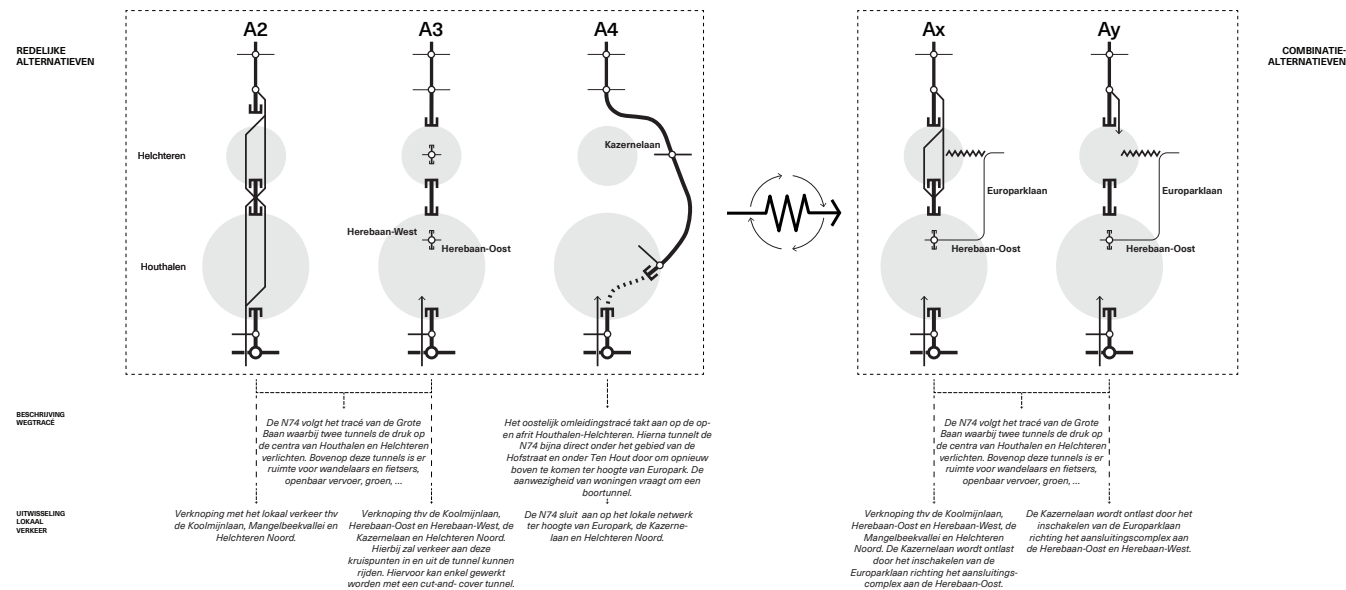 A2
A3
A4
Ax
Ay
REDELIJKE
ALTERNATIEVEN
COMBINATIE-
ALTERNATIEVEN
Helchteren
Kazernelaan
Europarklaan
Europarklaan
Herebaan-West
Herebaan-Oost
Herebaan-Oost
Herebaan-Oost
Houthalen
BESCHRIJVING
WEGTRACÉ
De N74 volgt het tracé van de Grote
Baan waarbij twee tunnels de druk op
de centra van Houthalen en Helchteren
verlichten. Bovenop deze tunnels is er
ruimte voor wandelaars en fietsers,
openbaar vervoer, groen, ...
Het oostelijk omleidingstracé takt aan op de op-
en afrit Houthalen-Helchteren. Hierna tunnelt de
N74 bijna direct onder het gebied van de
Hofstraat en onder Ten Hout door om opnieuw
boven te komen ter hoogte van Europark. De
aanwezigheid van woningen vraagt om een
boortunnel.
De N74 volgt het tracé van de Grote
Baan waarbij twee tunnels de druk op
de centra van Houthalen en Helchteren
verlichten. Bovenop deze tunnels is er
ruimte voor wandelaars en fietsers,
openbaar vervoer, groen, ...
UITWISSELING
LOKAAL
VERKEER
Verknoping met het lokaal verkeer thv
de Koolmijnlaan, Mangelbeekvallei en
Helchteren Noord.
Verknoping thv de Koolmijnlaan,
Herebaan-Oost en Herebaan-West, de
Kazernelaan en Helchteren Noord.
Hierbij zal verkeer aan deze
kruispunten in en uit de tunnel kunnen
rijden. Hiervoor kan enkel gewerkt
worden met een cut-and- cover tunnel.
De N74 sluit aan op het lokale netwerk
ter hoogte van Europark, de Kazerne-
laan en Helchteren Noord.
Verknoping thv de Koolmijnlaan,
Herebaan-Oost en Herebaan-West, de
Mangelbeekvallei en Helchteren
Noord. De Kazernelaan wordt ontlast
door het inschakelen van de
Europarklaan richting het aansluitings-
complex aan de Herebaan-Oost.
De Kazernelaan wordt ontlast door het
inschakelen van de Europarklaan
richting het aansluitingscomplex aan
de Herebaan-Oost en Herebaan-West.